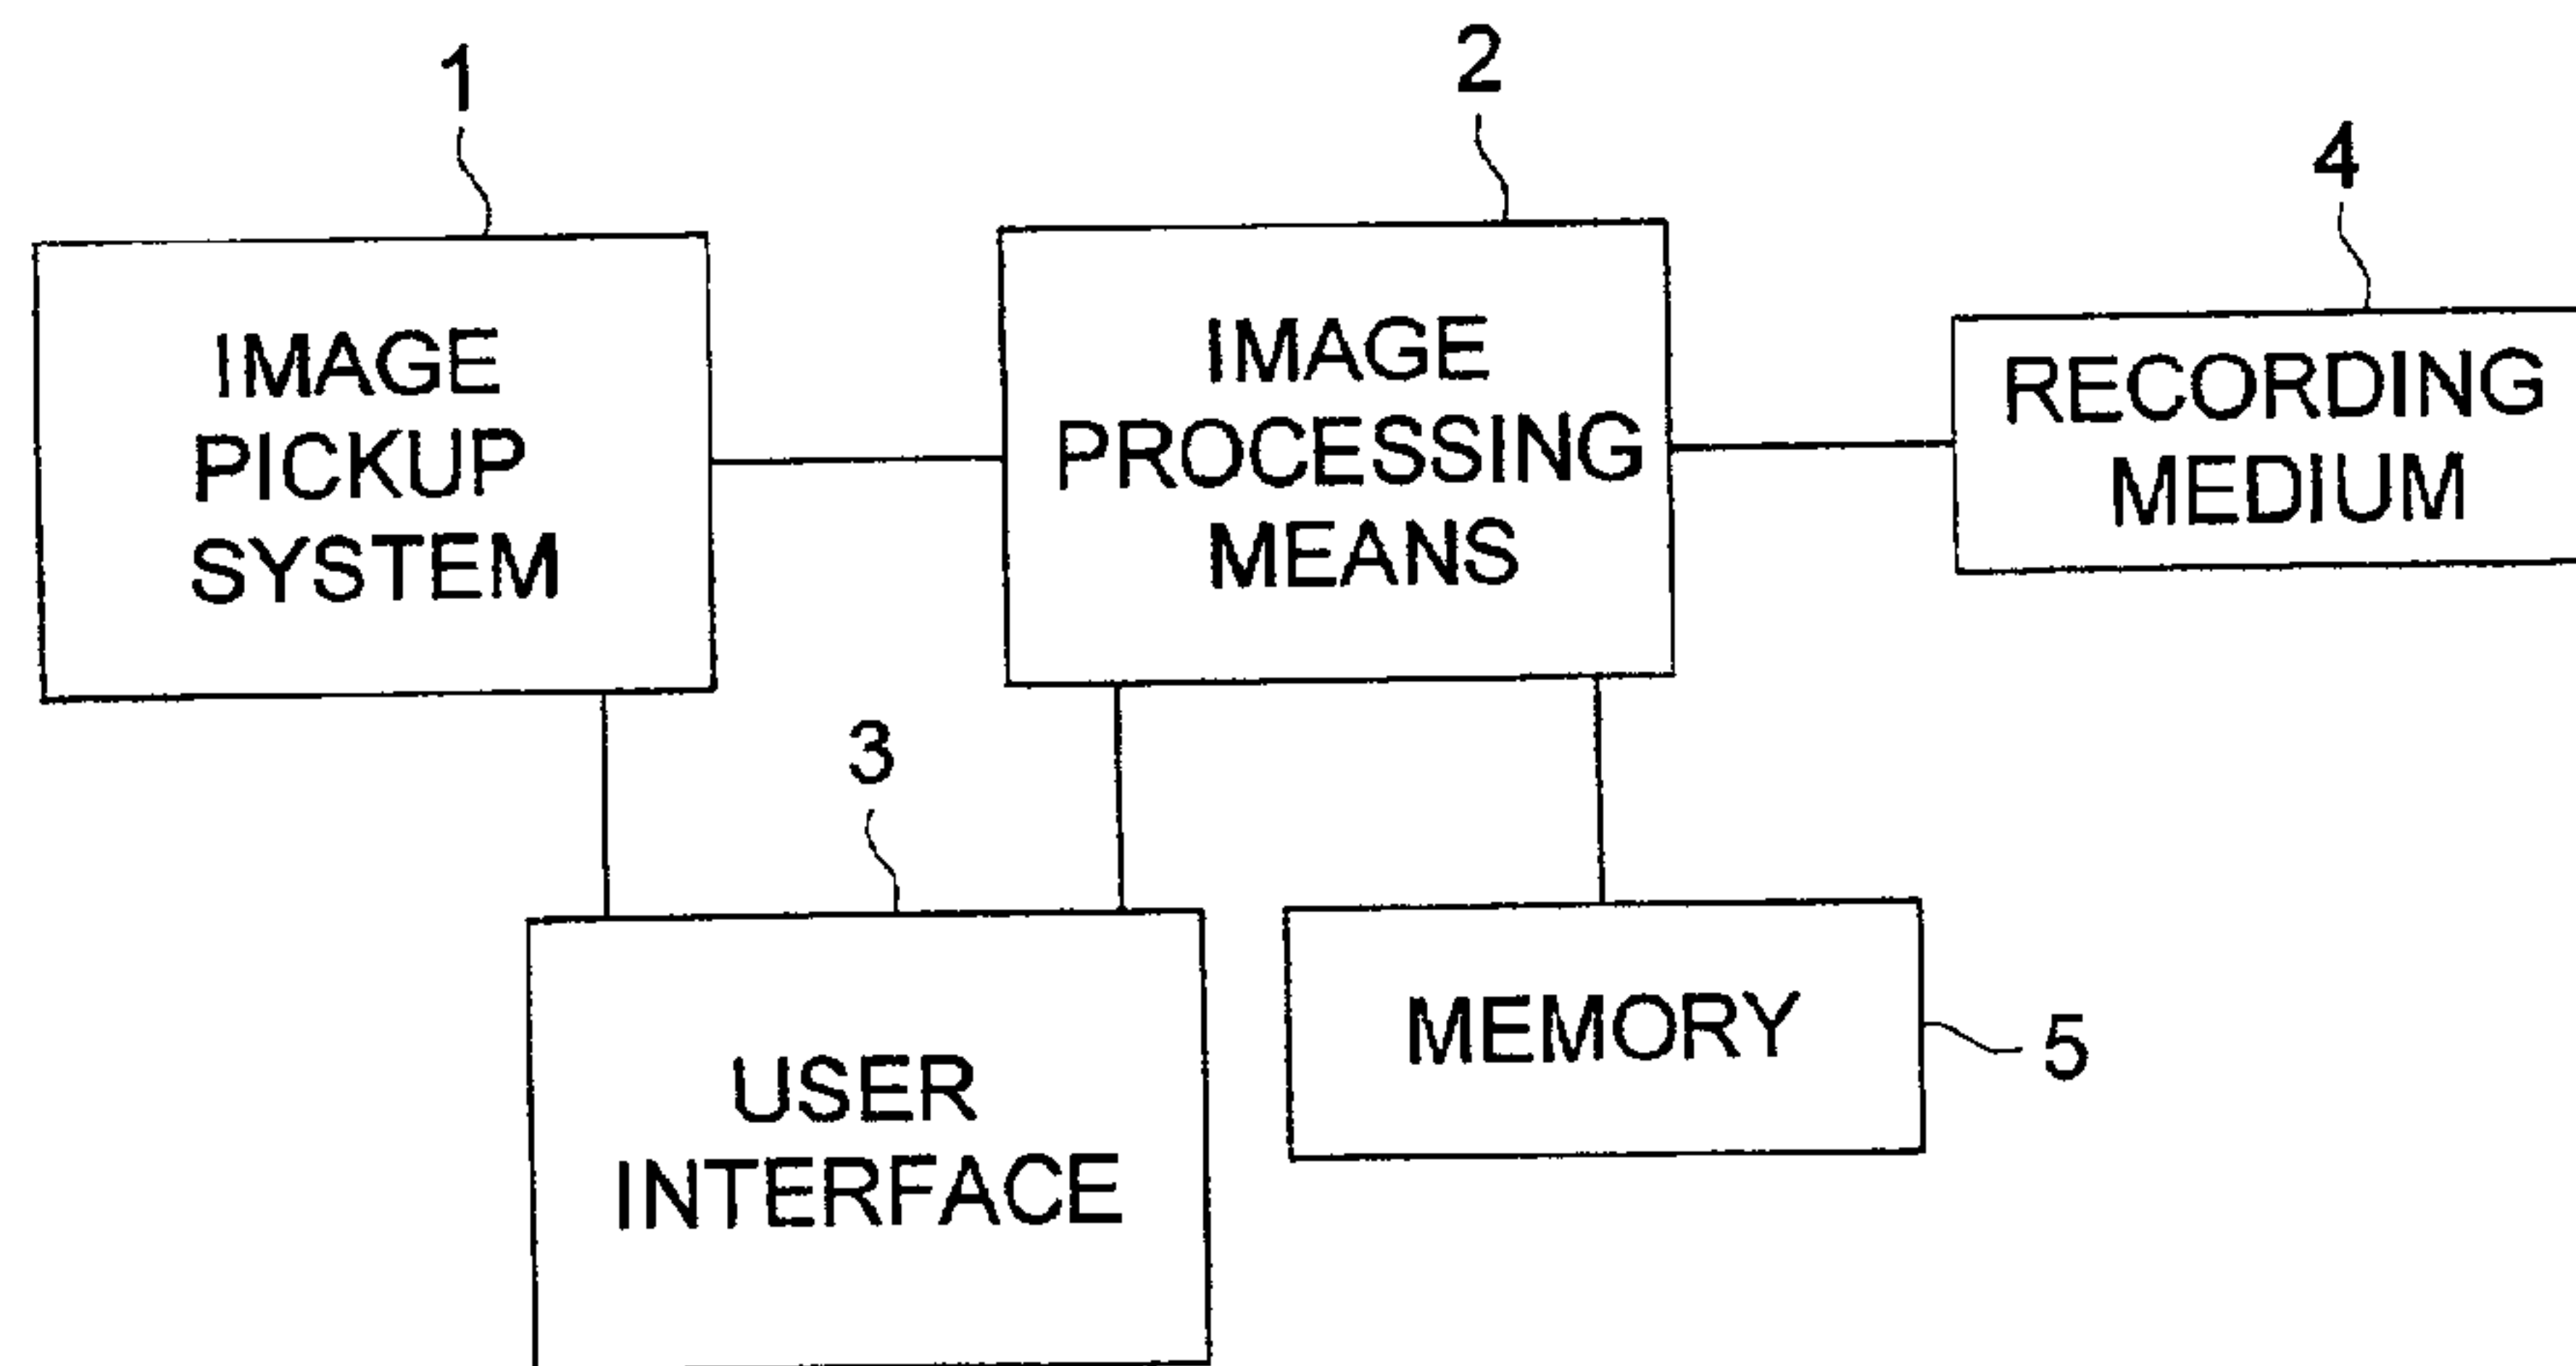 1
2
4
IMAGE
PICKUP
SYSTEM
IMAGE
PROCESSING
MEANS
RECORDING
MEDIUM
3
USER
INTERFACE
MEMORY
5